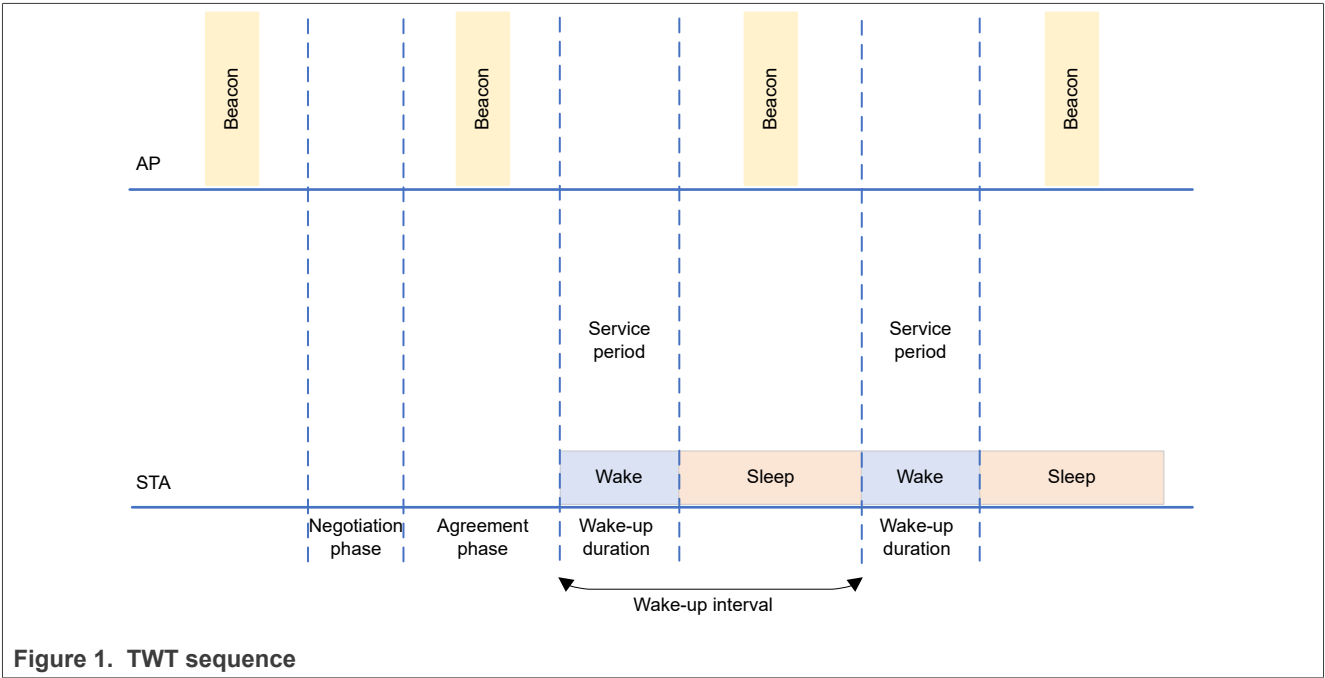 Beacon
Beacon
Beacon
Beacon
AP
Service
period
Service
period
Wake
Sleep
Wake
Sleep
STA
Negotiation
phase
Agreement
phase
Wake-up
duration
Wake-up
duration
Wake-up interval
Figure 1. TWT sequence